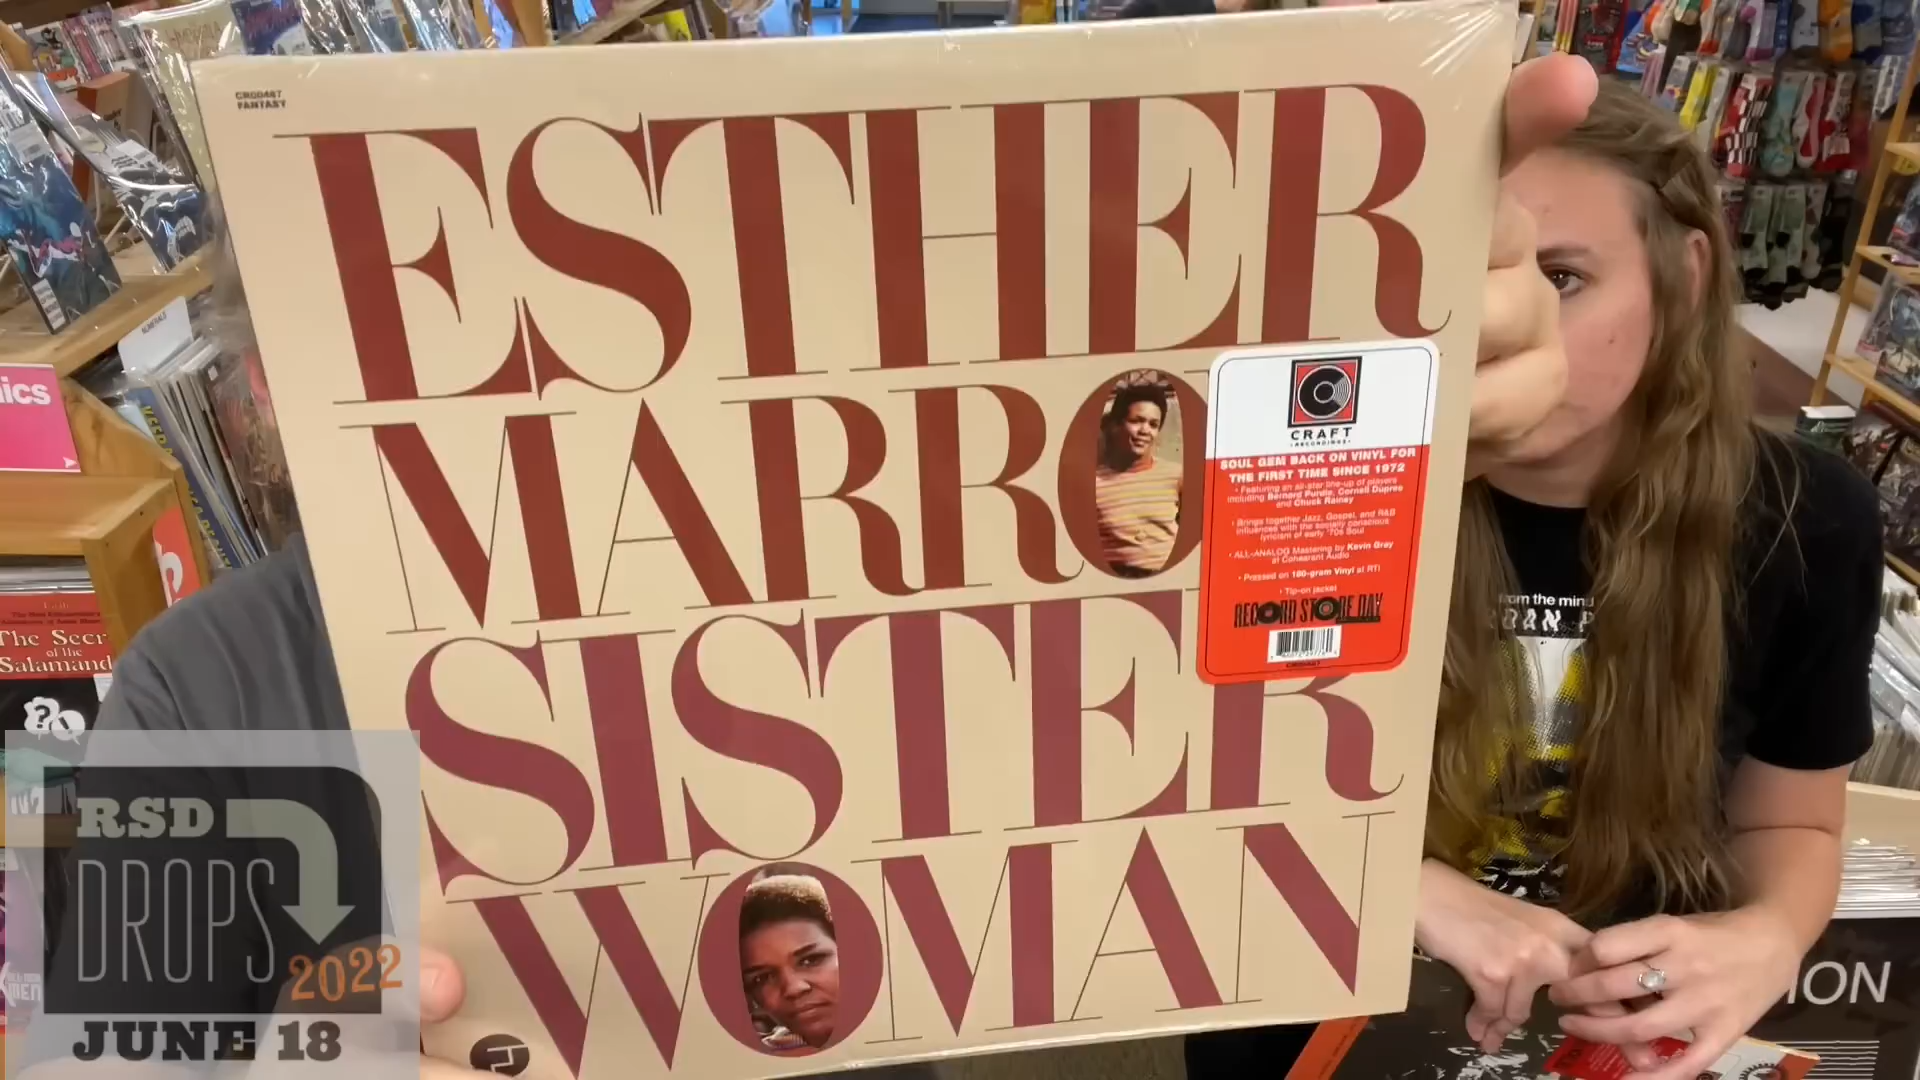 CR00487
FANTASY
ESTHER
MARRO
SISTER
WOMAN
CRAFT
RECORDINGS
SOUL GEM BACK ON VINYL FOR
THE FIRST TIME SINCE 1972
• Featuring an all-star line-up of players
including Bernard Purdie, Cornell Dupree
and Chuck Rainey
• Brings together Jazz, Gospel, and R&B
influences with the socially conscious
lyricism of early '70s Soul
• ALL-ANALOG Mastering by Kevin Gray
at Cohearent Audio
• Pressed on 180-gram Vinyl at RTI
• Tip-on jacket
RECORD STORE DAY
ics
The Secr
of the
Salamand
from the mind
ION
RSD
DROPS
2022
JUNE 18